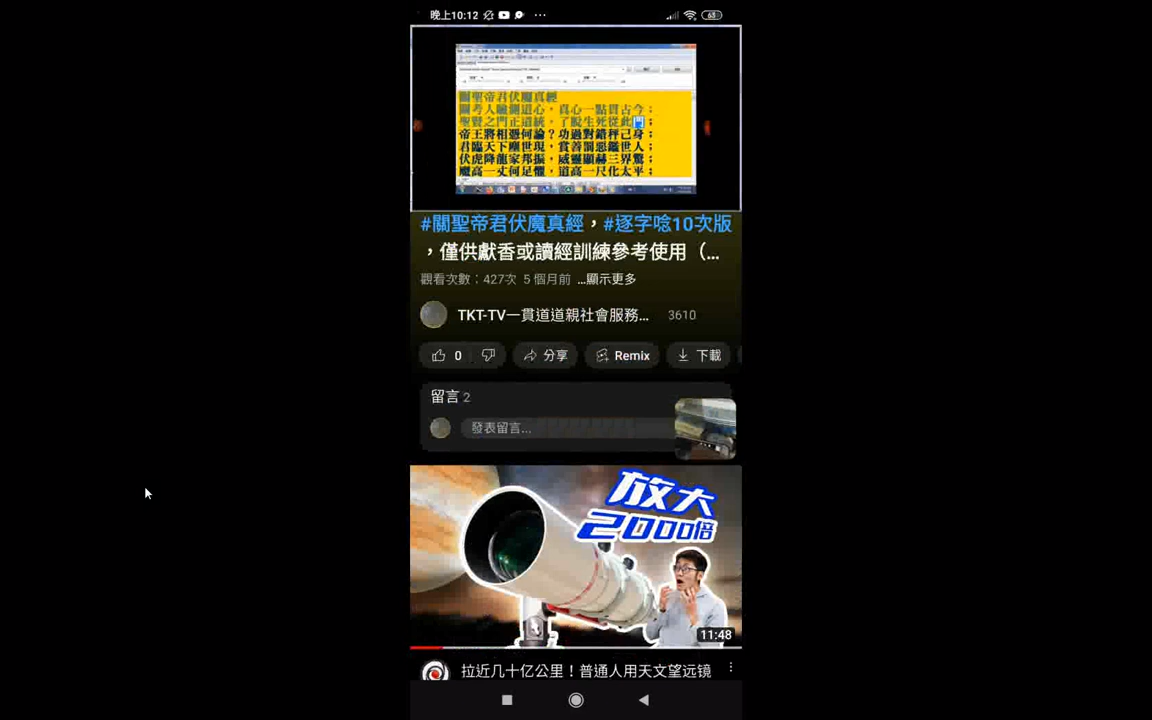 晚上10:12
63
關聖帝君伏魔真經
關考人驗測道心，真心一點貫古今；
聖賢之門正道統，了脫生死從此門；
帝王將相憑何論？功過對錯秤己身；
君臨天下塵世現，賞善罰惡鑑世人；
伏虎降龍家邦振，威靈顯赫三界驚；
魔高一丈何足懼，道高一尺化太平；
#關聖帝君伏魔真經，#逐字唸10次版
，僅供獻香或讀經訓練參考使用（...
觀看次數：427次 5 個月前 ...顯示更多
TKT-TV一貫道道親社會服務... 3610
0 分享 Remix 下載
留言 2
發表留言...
放大
2000倍
11:48
拉近几十亿公里！普通人用天文望远镜